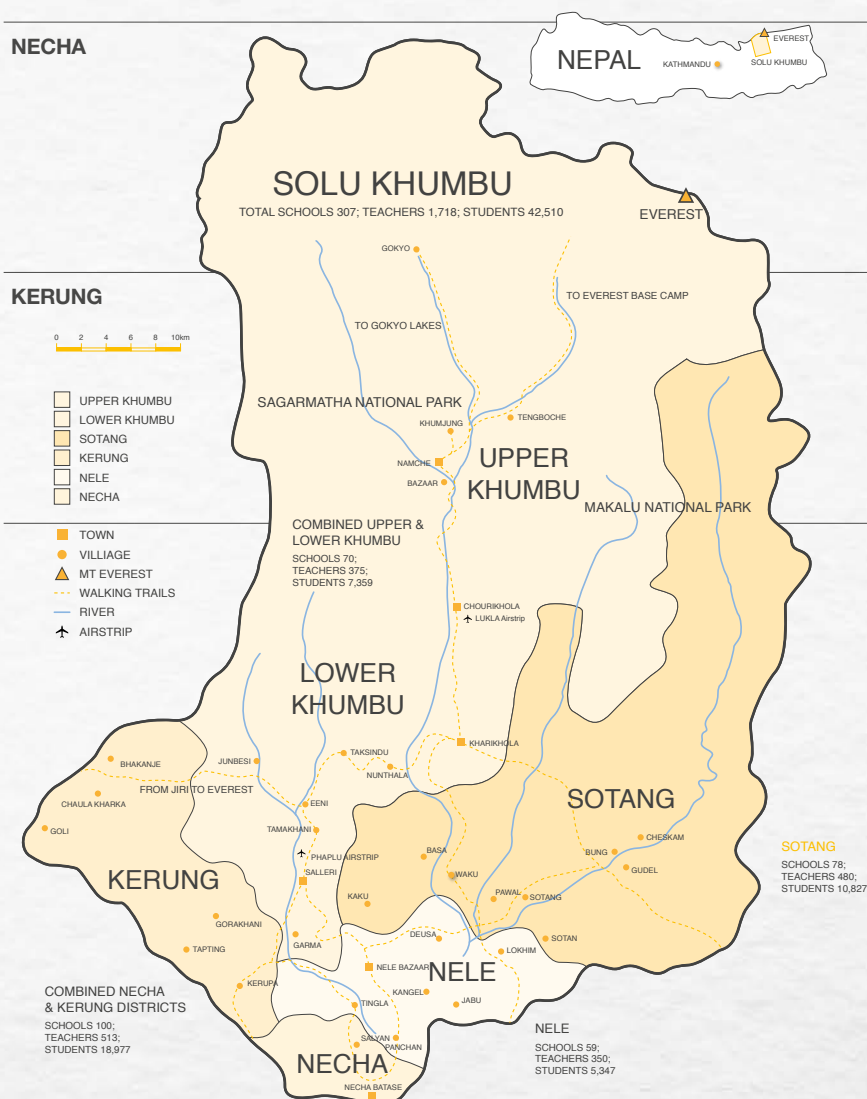 NECHA
NEPAL
EVEREST
KATHMANDU
SOLU KHUMBU
SOLU KHUMBU
TOTAL SCHOOLS 307; TEACHERS 1,718; STUDENTS 42,510
EVEREST
GOKYO
KERUNG
TO EVEREST BASE CAMP
TO GOKYO LAKES
0 2 4 6 8 10km
UPPER KHUMBU
LOWER KHUMBU
SOTANG
KERUNG
NELE
NECHA
SAGARMATHA NATIONAL PARK
TENGBOCHE
KHUMJUNG
NAMCHE
BAZAAR
UPPER
KHUMBU
MAKALU NATIONAL PARK
COMBINED UPPER &
LOWER KHUMBU
SCHOOLS 70;
TEACHERS 375;
STUDENTS 7,359
TOWN
VILLIAGE
MT EVEREST
WALKING TRAILS
RIVER
AIRSTRIP
CHOURIKHOLA
LUKLA Airstrip
LOWER
KHUMBU
KHARIKHOLA
TAKSINDU
NUNTHALA
JUNBESI
BHAKANJE
FROM JIRI TO EVEREST
CHAULA KHARKA
GOLI
EENI
TAMAKHANI
PHAPLU AIRSTRIP
SALLERI
SOTANG
CHESKAM
BUNG
GUDEL
BASA
WAKU
PAWAL
SOTANG
KAKU
SOTANG
SCHOOLS 78;
TEACHERS 480;
STUDENTS 10,827
KERUNG
GORAKHANI
TAPTING
GARMA
DEUSA
SOTAN
LOKHIM
NELE BAZAAR
NELE
KANGEL
JABU
KERUPA
TINGLA
COMBINED NECHA
& KERUNG DISTRICTS
SCHOOLS 100;
TEACHERS 513;
STUDENTS 18,977
SALYAN
PANCHAN
NECHA
NECHA BATASE
NELE
SCHOOLS 59;
TEACHERS 350;
STUDENTS 5,347